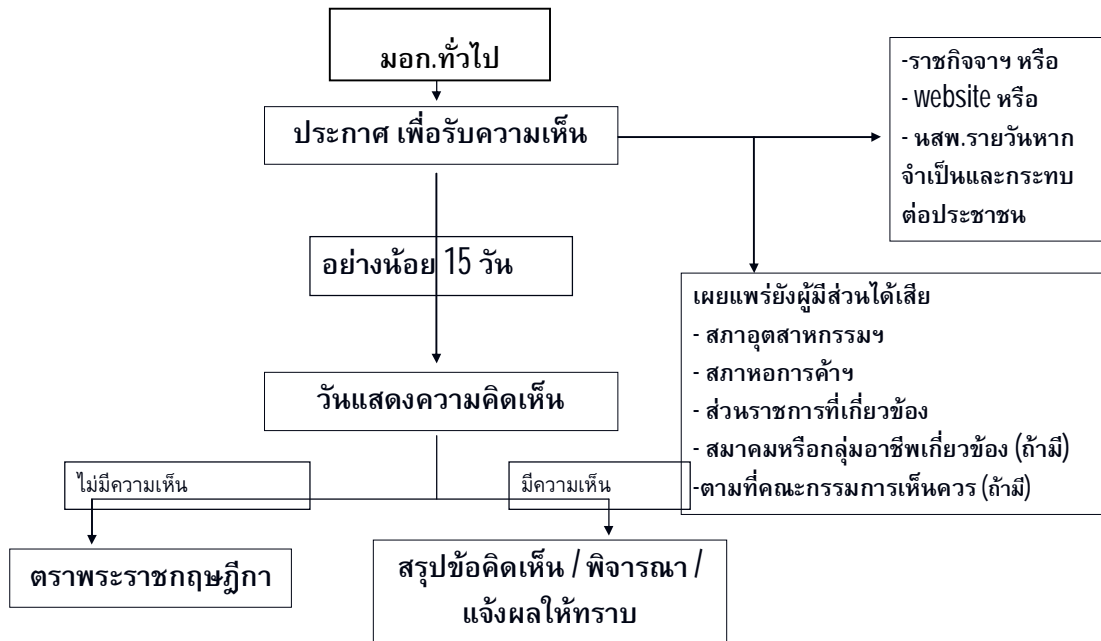 มอก.ทั่วไป
ประกาศ เพื่อรับความเห็น
-ราชกิจจาฯ หรือ
- website หรือ
- นสพ.รายวันหาก
จำเป็นและกระทบ
ต่อประชาชน
อย่างน้อย 15 วัน
เผยแพร่ยังผู้มีส่วนได้เสีย
- สภาอุตสาหกรรมฯ
- สภาหอการค้าฯ
- ส่วนราชการที่เกี่ยวข้อง
- สมาคมหรือกลุ่มอาชีพเกี่ยวข้อง (ถ้ามี)
-ตามที่คณะกรรมการเห็นควร (ถ้ามี)
วันแสดงความคิดเห็น
ไม่มีความเห็น
มีความเห็น
ตราพระราชกฤษฎีกา
สรุปข้อคิดเห็น / พิจารณา /
แจ้งผลให้ทราบ